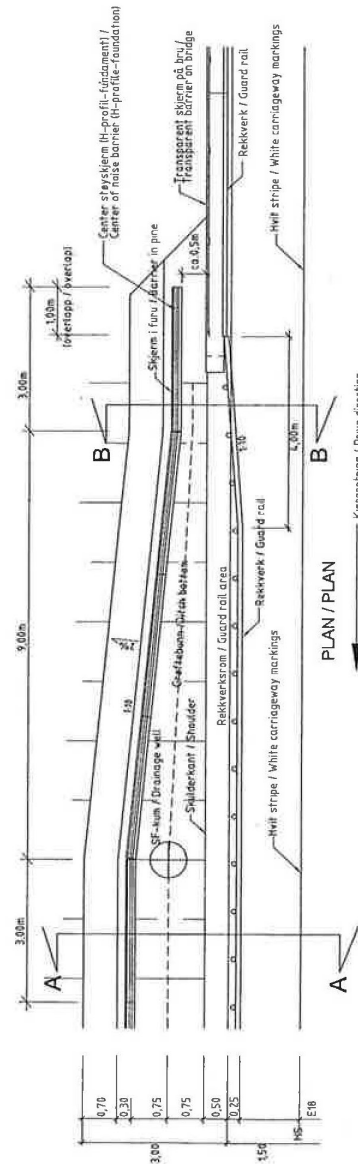 Center støyskjerm (H-profil-fundament) /
Center of noise barrier (H-profile-foundation)
Transparent skjerm på bru /
Transparent barrier on bridge
1,00m
(overlapp / overlap)
3,00m
9,00m
3,00m
Skjerm i furu / Barrier in pine
ca. 0,5m
Rekkverk / Guard rail
B
B
A
A
2%
1:10
Grøftebunn / Ditch bottom
SF-kum / Drainage well
Skulderkant / Shoulder
Rekkverksrom / Guard rail area
1:10
4,00m
Rekkverk / Guard rail
Hvit stripe / White carriageway markings
Hvit stripe / White carriageway markings
PLAN / PLAN
0,70
0,30
0,75
0,75
0,50
0,25
3,00
1,50
HS
E18